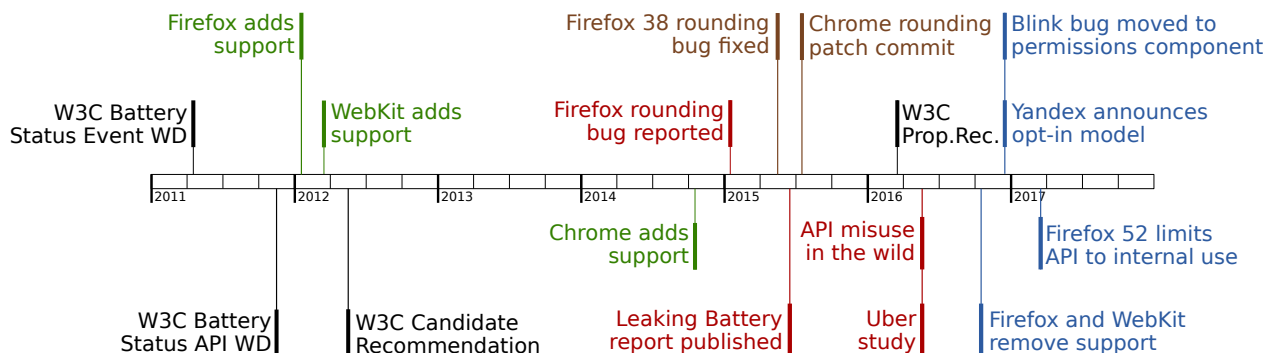 Firefox adds
support
Firefox 38 rounding
bug fixed
Chrome rounding
patch commit
Blink bug moved to
permissions component
W3C Battery
Status Event WD
WebKit adds
support
Firefox rounding
bug reported
W3C
Prop.Rec.
Yandex announces
opt-in model
2011
2012
2013
2014
2015
2016
2017
Chrome adds
support
API misuse
in the wild
Firefox 52 limits
API to internal use
W3C Battery
Status API WD
W3C Candidate
Recommendation
Leaking Battery
report published
Uber
study
Firefox and WebKit
remove support